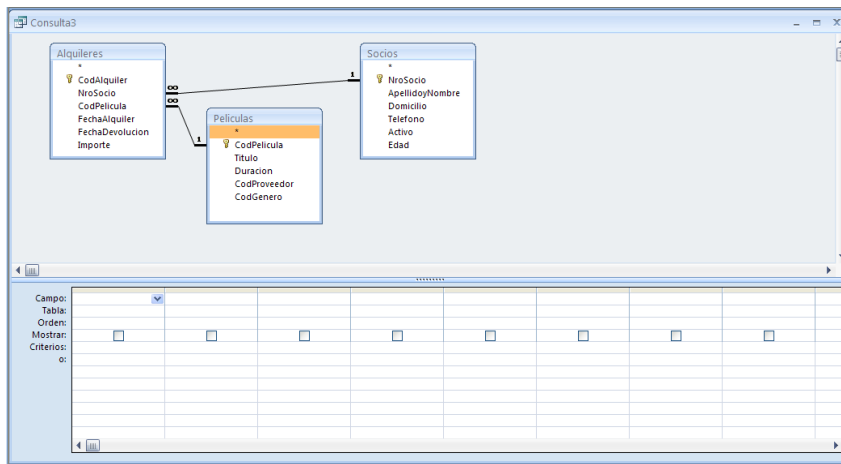 Consulta3
Alquileres
*
CodAlquiler
NroSocio
CodPelicula
FechaAlquiler
FechaDevolucion
Importe
∞
∞
1
1
Peliculas
*
CodPelicula
Titulo
Duracion
CodProveedor
CodGenero
Socios
*
NroSocio
ApellidoyNombre
Domicilio
Telefono
Activo
Edad
Campo:
Tabla:
Orden:
Mostrar:
Criterios:
o: